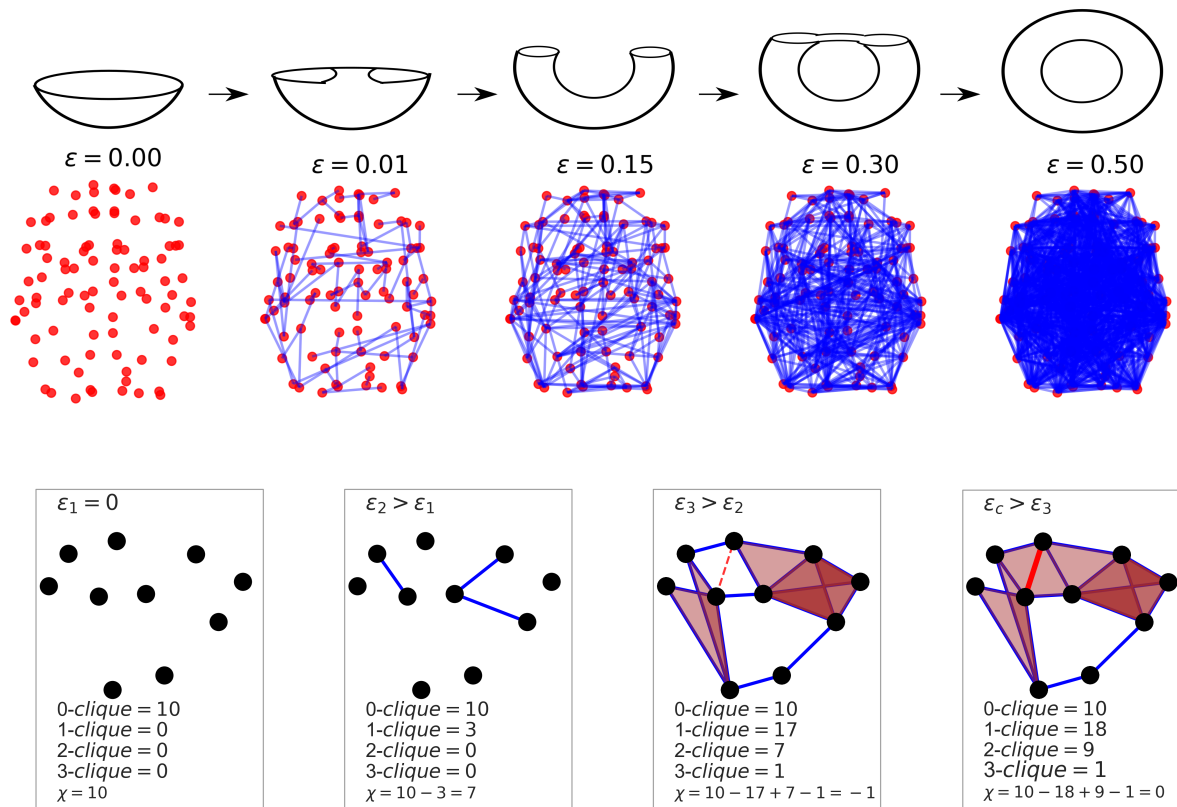 ε = 0.00
ε = 0.01
ε = 0.15
ε = 0.30
ε = 0.50
ε₁ = 0
0-clique = 10
1-clique = 0
2-clique = 0
3-clique = 0
χ = 10
ε₂ > ε₁
0-clique = 10
1-clique = 3
2-clique = 0
3-clique = 0
χ = 10 − 3 = 7
ε₃ > ε₂
0-clique = 10
1-clique = 17
2-clique = 7
3-clique = 1
χ = 10 − 17 + 7 − 1 = −1
ε_c > ε₃
0-clique = 10
1-clique = 18
2-clique = 9
3-clique = 1
χ = 10 − 18 + 9 − 1 = 0